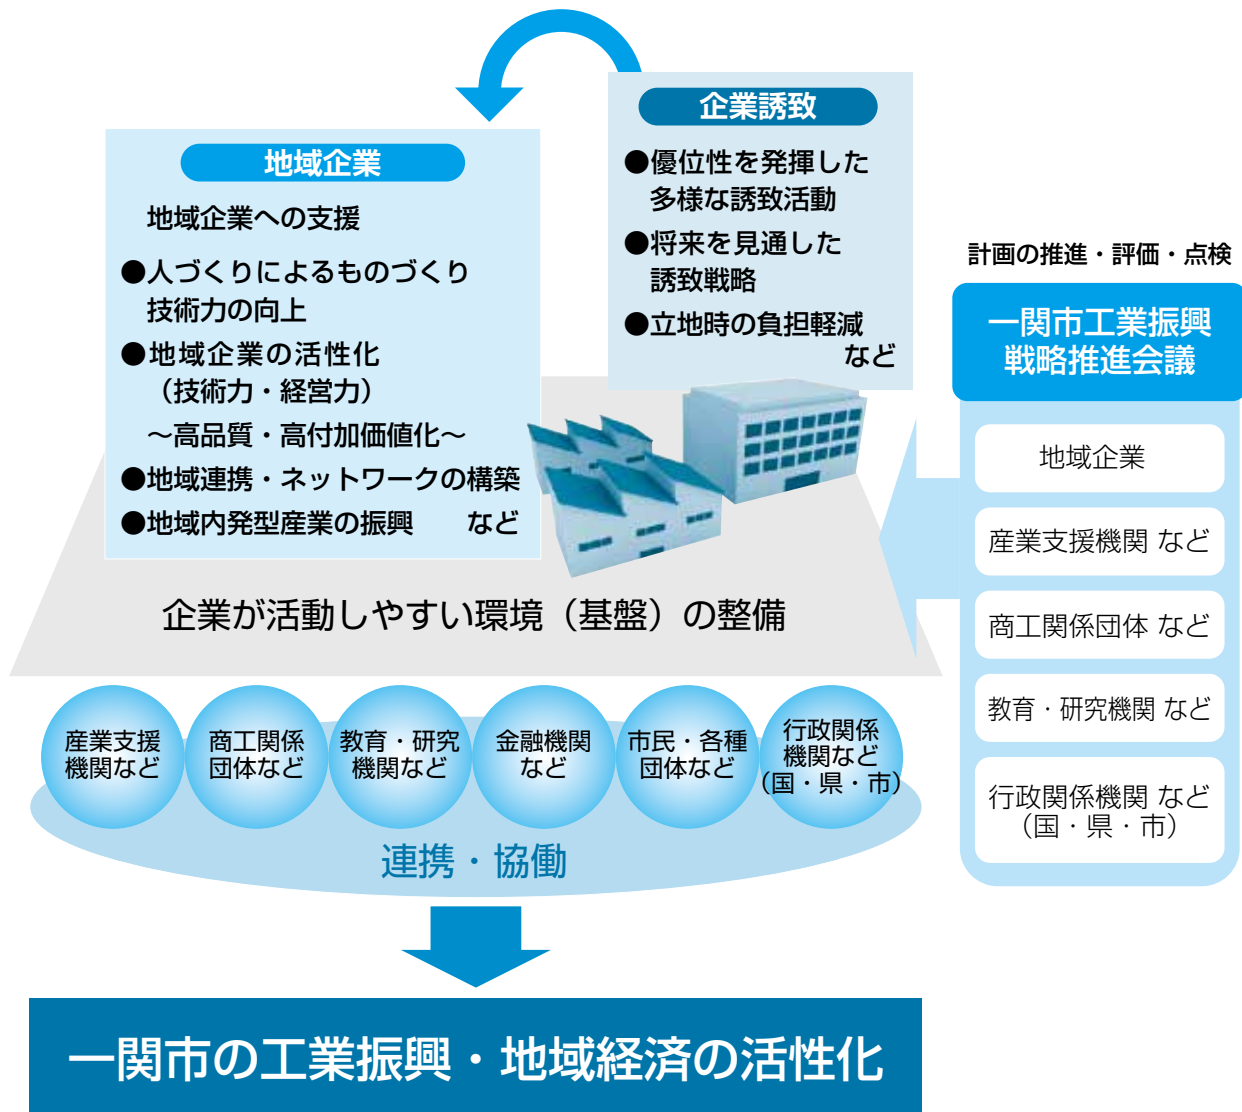 企業誘致
●優位性を発揮した
多様な誘致活動
●将来を見通した
誘致戦略
●立地時の負担軽減
など
地域企業
地域企業への支援
●人づくりによるものづくり
技術力の向上
●地域企業の活性化
（技術力・経営力）
～高品質・高付加価値化～
●地域連携・ネットワークの構築
●地域内発型産業の振興　　など
企業が活動しやすい環境（基盤）の整備
計画の推進・評価・点検
一関市工業振興
戦略推進会議
地域企業
産業支援機関 など
商工関係団体 など
教育・研究機関 など
行政関係機関 など
（国・県・市）
産業支援
機関など
商工関係
団体など
教育・研究
機関など
金融機関
など
市民・各種
団体など
行政関係
機関など
（国・県・市）
連携・協働
一関市の工業振興・地域経済の活性化